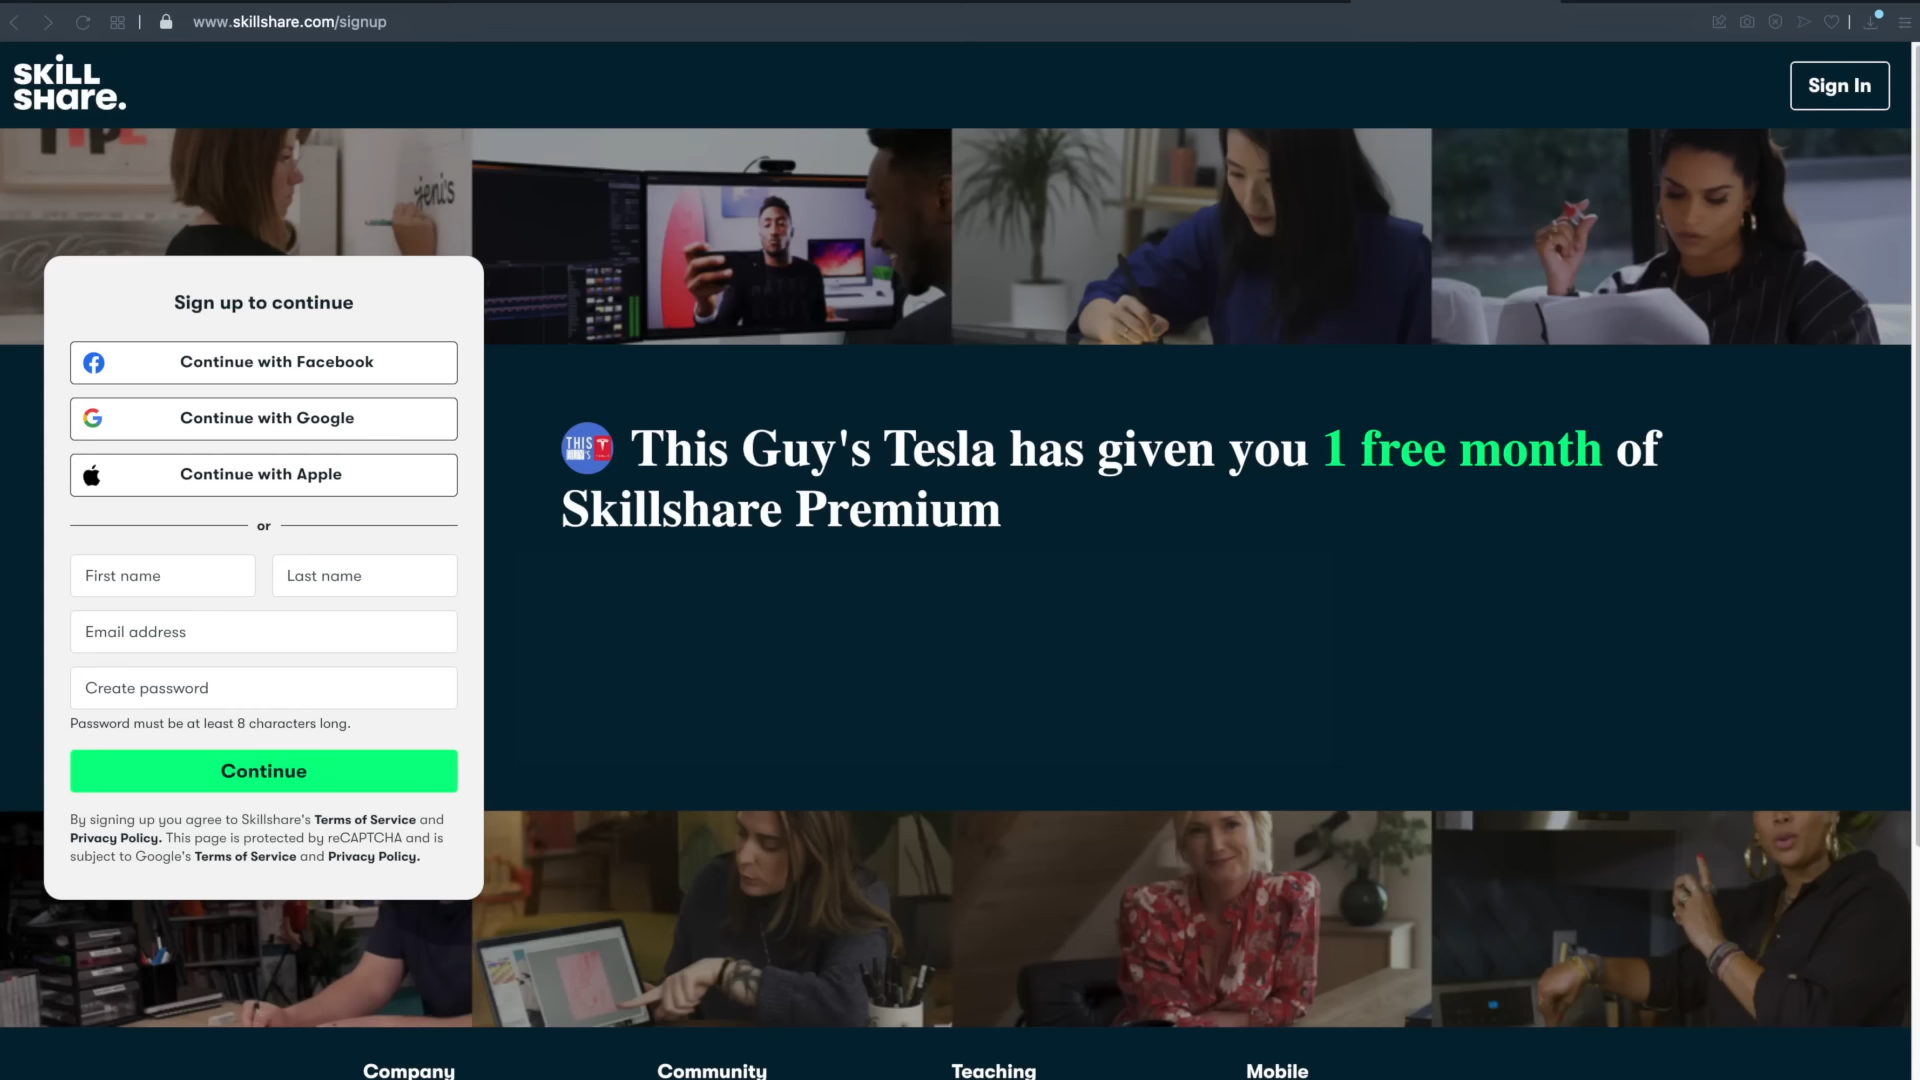 www.skillshare.com/signup
SKiLL
SHare.
Sign In
jeni's
Sign up to continue
Continue with Facebook
Continue with Google
Continue with Apple
or
First name
Last name
Email address
Create password
Password must be at least 8 characters long.
Continue
By signing up you agree to Skillshare's Terms of Service and
Privacy Policy. This page is protected by reCAPTCHA and is
subject to Google's Terms of Service and Privacy Policy.
THIS
This Guy's Tesla has given you 1 free month of
Skillshare Premium
Company
Community
Teaching
Mobile